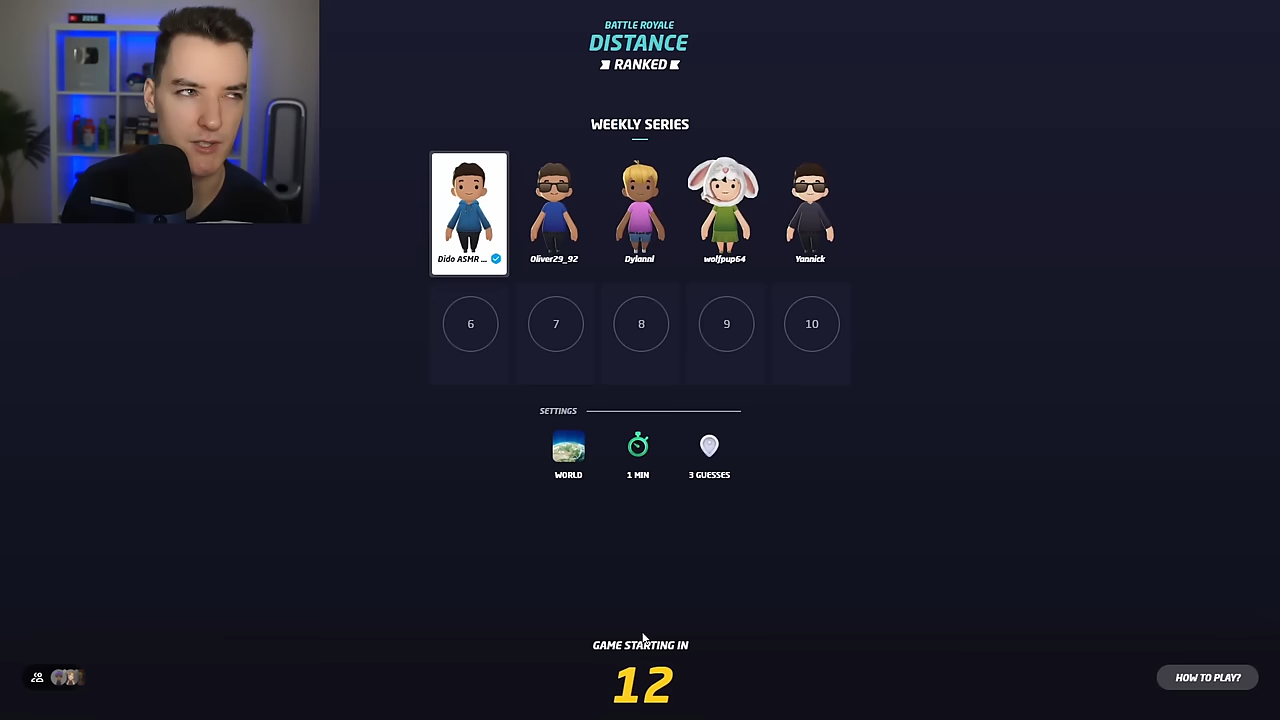 BATTLE ROYALE
DISTANCE
RANKED
WEEKLY SERIES
Dido ASMR ...
Oliver29_92
Dylannl
wolfpup64
Yannick
6
7
8
9
10
SETTINGS
WORLD
1 MIN
3 GUESSES
GAME STARTING IN
12
HOW TO PLAY?